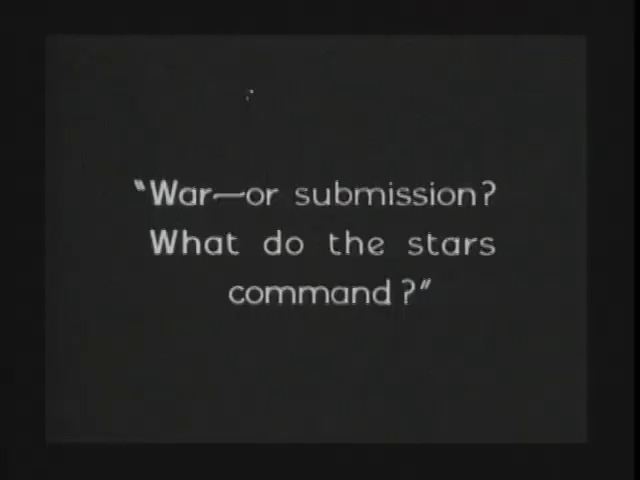 "War—or submission?
What do the stars
command?"